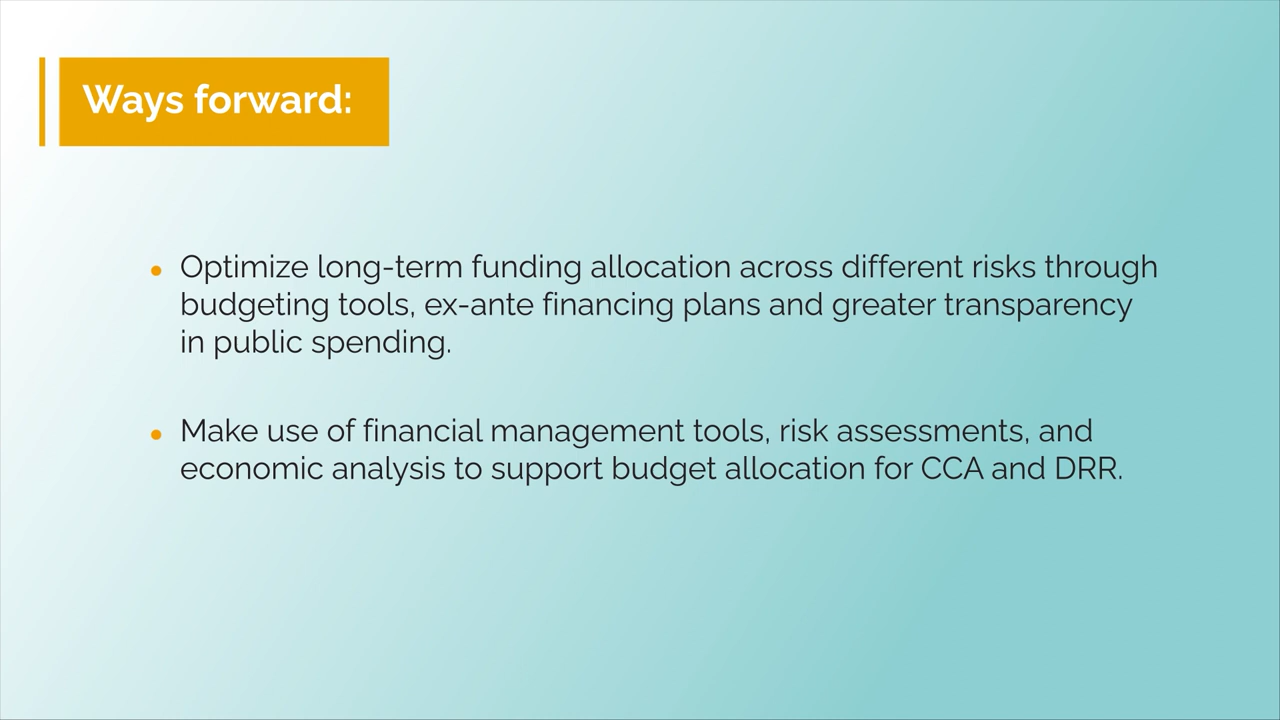 Ways forward:
• Optimize long-term funding allocation across different risks through
budgeting tools, ex-ante financing plans and greater transparency
in public spending.
• Make use of financial management tools, risk assessments, and
economic analysis to support budget allocation for CCA and DRR.